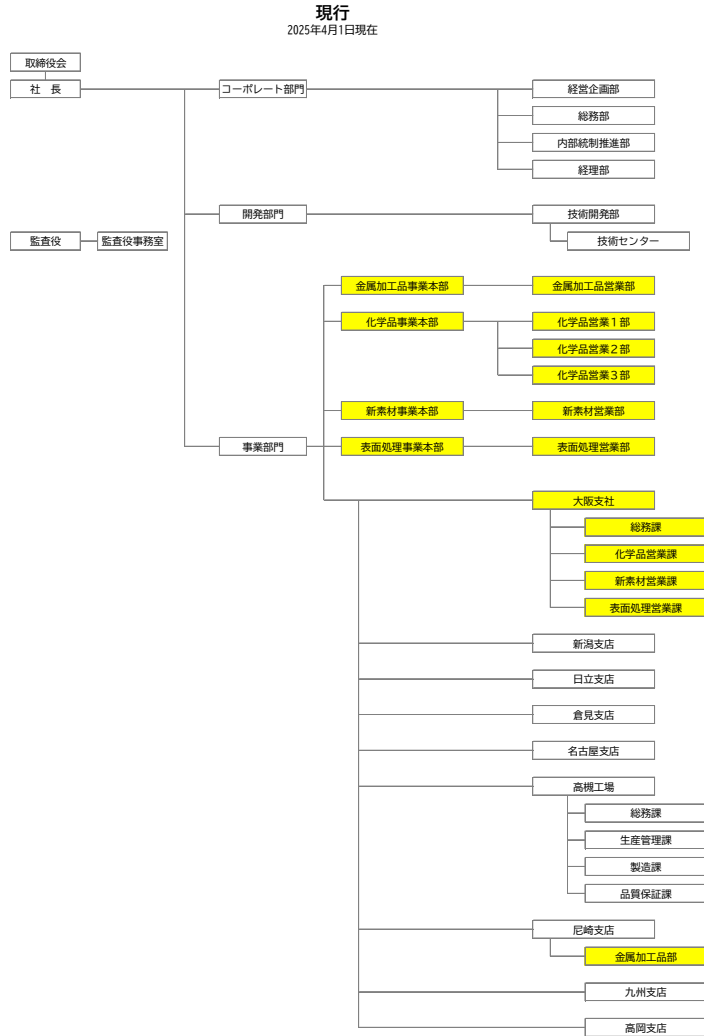 現行
2025年4月1日現在
取締役会
社　長
コーポレート部門
経営企画部
総務部
内部統制推進部
経理部
開発部門
技術開発部
監査役
監査役事務室
技術センター
金属加工品事業本部
金属加工品営業部
化学品事業本部
化学品営業１部
化学品営業２部
化学品営業３部
新素材事業本部
新素材営業部
事業部門
表面処理事業本部
表面処理営業部
大阪支社
総務課
化学品営業課
新素材営業課
表面処理営業課
新潟支店
日立支店
倉見支店
名古屋支店
高槻工場
総務課
生産管理課
製造課
品質保証課
尼崎支店
金属加工品部
九州支店
高岡支店